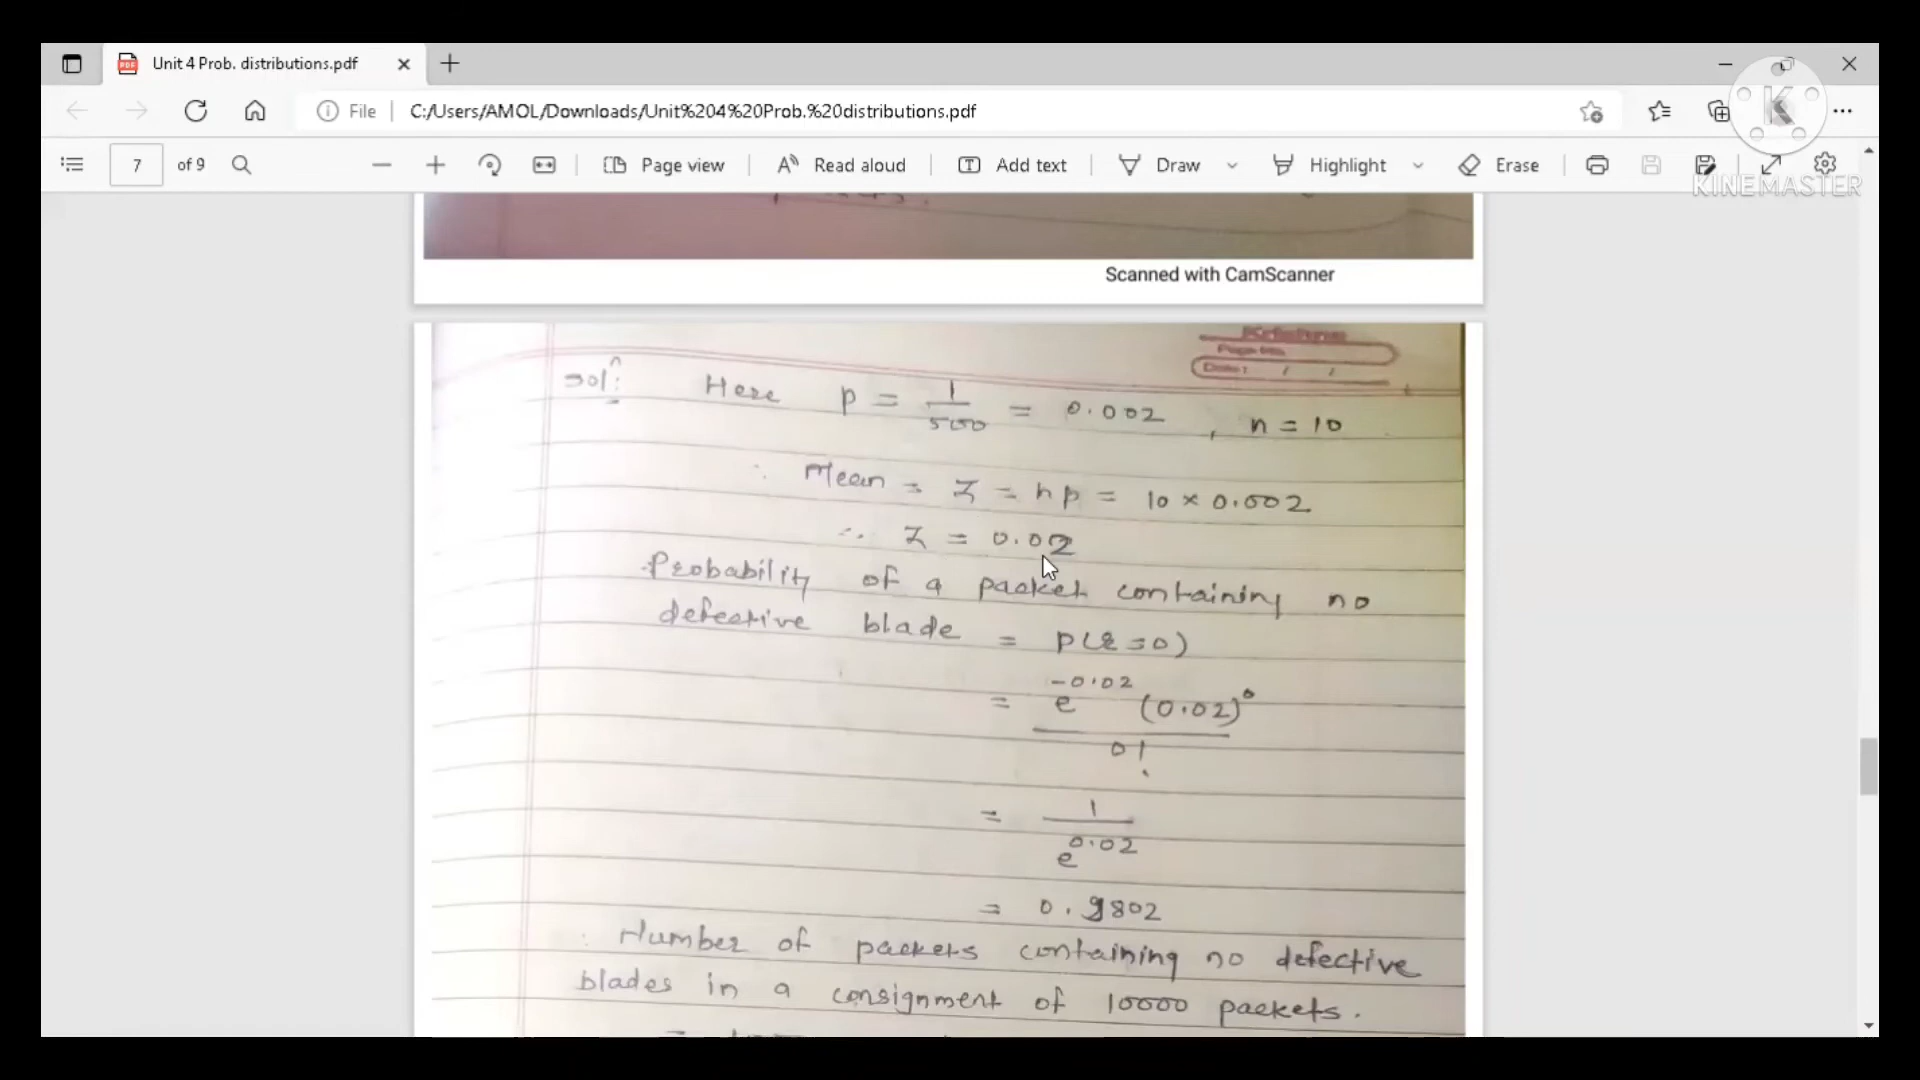 Unit 4 Prob. distributions.pdf
File C:/Users/AMOL/Downloads/Unit%204%20Prob.%20distributions.pdf
7 of 9 Page view Read aloud Add text Draw Highlight Erase
KINEMASTER
Scanned with CamScanner
Soln: Here p = 1/500 = 0.002, n = 10
∴ Mean = z = np = 10 × 0.002
∴ z = 0.02
Probability of a packet containing no
defective blade = P(r=0)
= e^-0.02 (0.02)^0 / 0!
= 1 / e^0.02
= 0.9802
Number of packets containing no defective
blades in a consignment of 10000 packets.